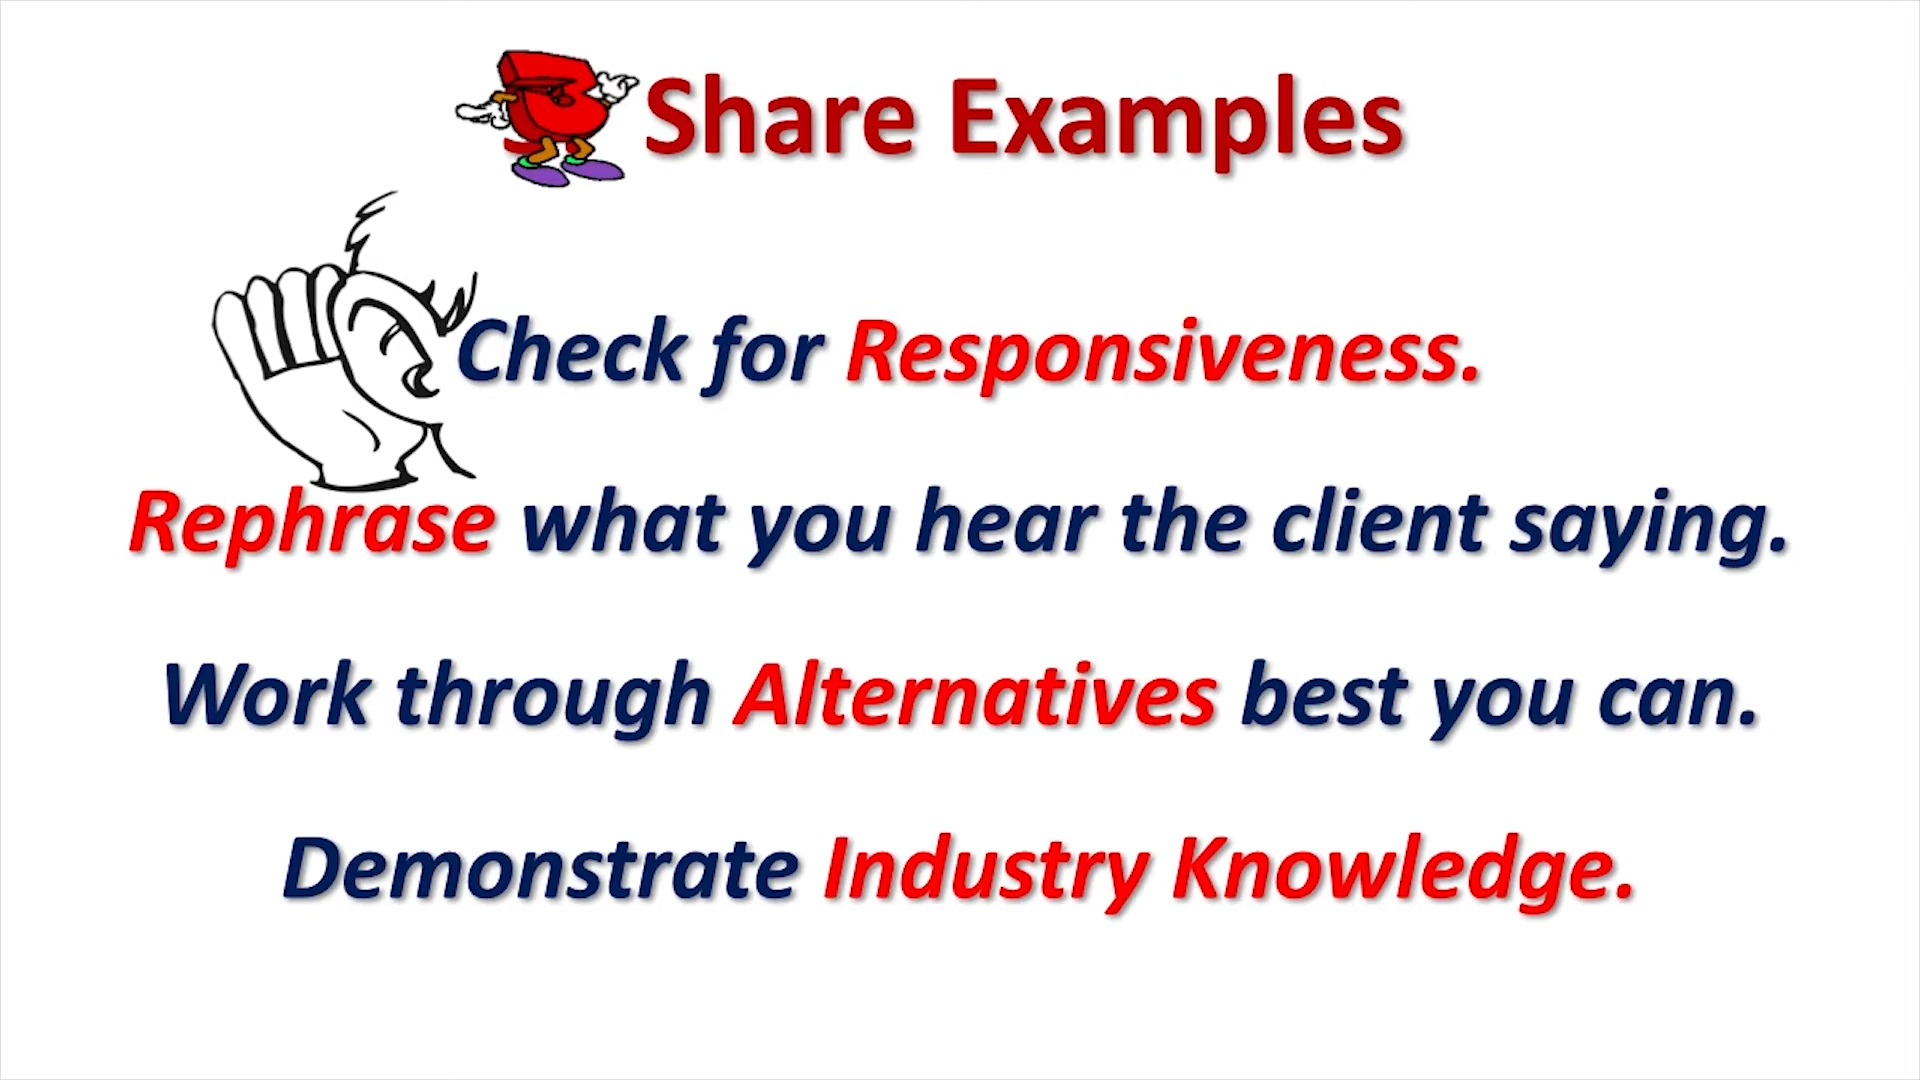 3 Share Examples
Check for Responsiveness.
Rephrase what you hear the client saying.
Work through Alternatives best you can.
Demonstrate Industry Knowledge.